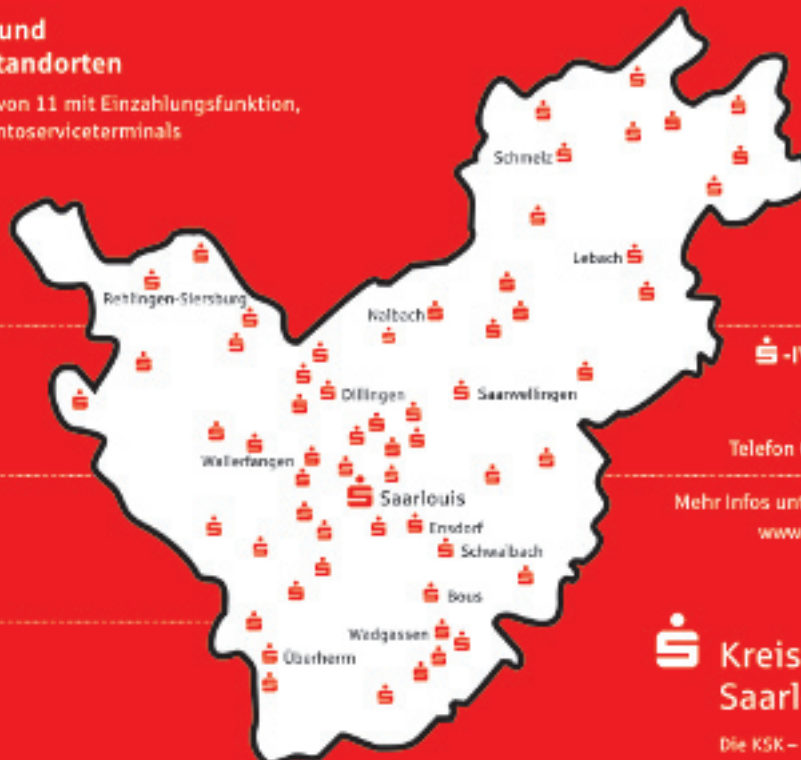 und
tandorten
von 11 mit Einzahlungsfunktion,
ntoserviceterminals
Schmelz
Lebach
Rehlingen-Siersburg
Nalbach
Dillingen
Saarwellingen
Wallerfangen
Saarlouis
Ensdorf
Schwalbach
Bous
Wadgassen
Überherrn
Telefon
Mehr Infos unt
www
Kreis
Saarl
Die KSK –